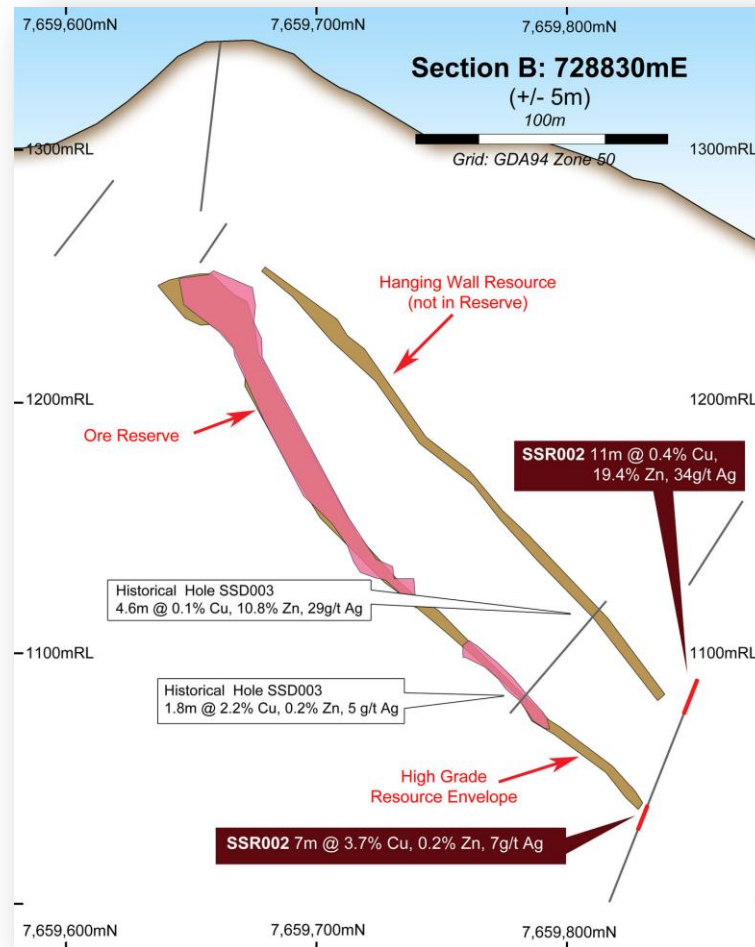 7,659,600mN 7,659,700mN 7,659,800mN
Section B: 728830mE
(+/- 5m)
100m
Grid: GDA94 Zone 50
1300mRL 1300mRL
Hanging Wall Resource
(not in Reserve)
1200mRL 1200mRL
Ore Reserve
SSR002 11m @ 0.4% Cu,
19.4% Zn, 34g/t Ag
Historical Hole SSD003
4.6m @ 0.1% Cu, 10.8% Zn, 29g/t Ag
1100mRL 1100mRL
Historical Hole SSD003
1.8m @ 2.2% Cu, 0.2% Zn, 5 g/t Ag
High Grade
Resource Envelope
SSR002 7m @ 3.7% Cu, 0.2% Zn, 7g/t Ag
7,659,600mN 7,659,700mN 7,659,800mN